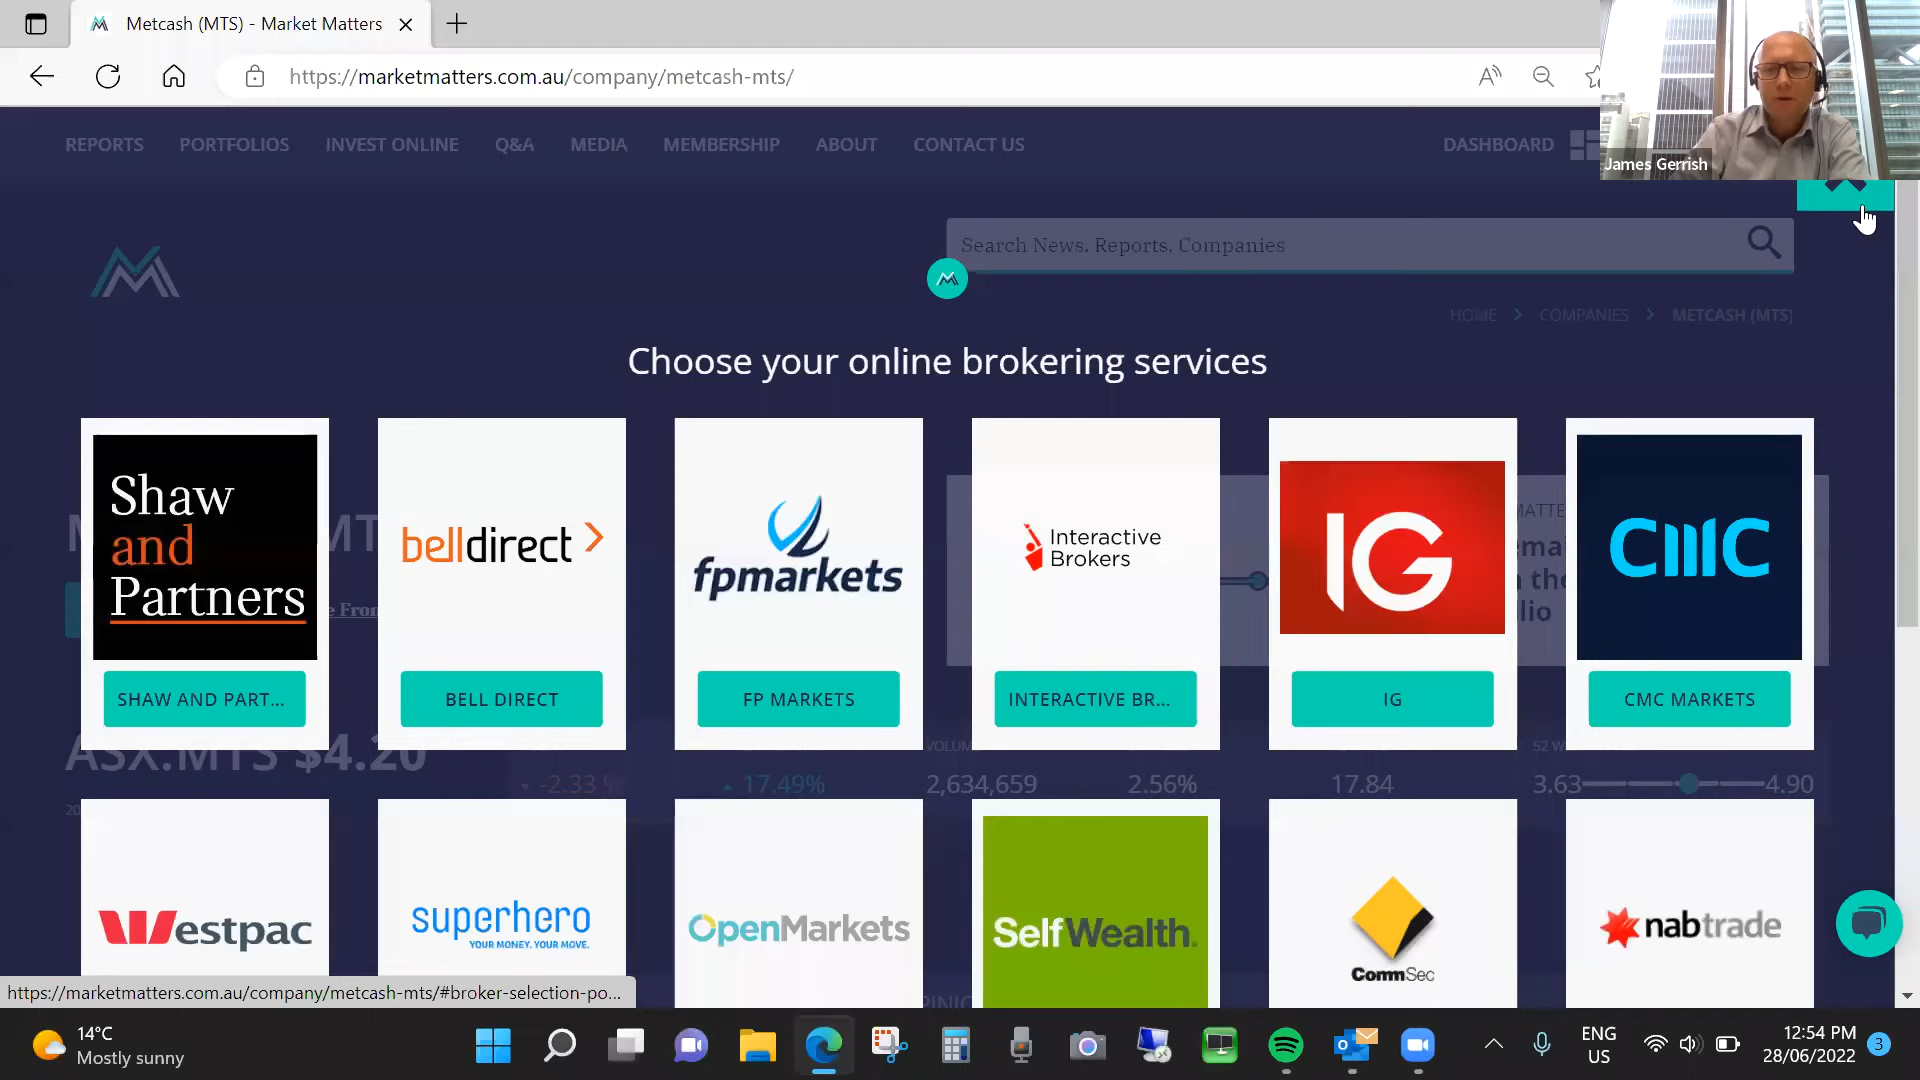 Metcash (MTS) - Market Matters
https://marketmatters.com.au/company/metcash-mts/
James Gerrish
REPORTS PORTFOLIOS INVEST ONLINE Q&A MEDIA MEMBERSHIP ABOUT CONTACT US DASHBOARD
Search News, Reports, Companies
HOME COMPANIES METCASH (MTS)
Choose your online brokering services
Shaw
and
Partners
belldirect
fpmarkets
Interactive
Brokers
IG
CMC
SHAW AND PART...
BELL DIRECT
FP MARKETS
INTERACTIVE BR...
IG
CMC MARKETS
ASX.MTS $4.20
-2.33 %
17.49%
2,634,659
2.56%
17.84
3.63
4.90
Westpac
superhero
YOUR MONEY. YOUR MOVE.
OpenMarkets
SelfWealth
CommSec
nabtrade
https://marketmatters.com.au/company/metcash-mts/#broker-selection-po...
14°C
Mostly sunny
ENG
US
12:54 PM
28/06/2022
3